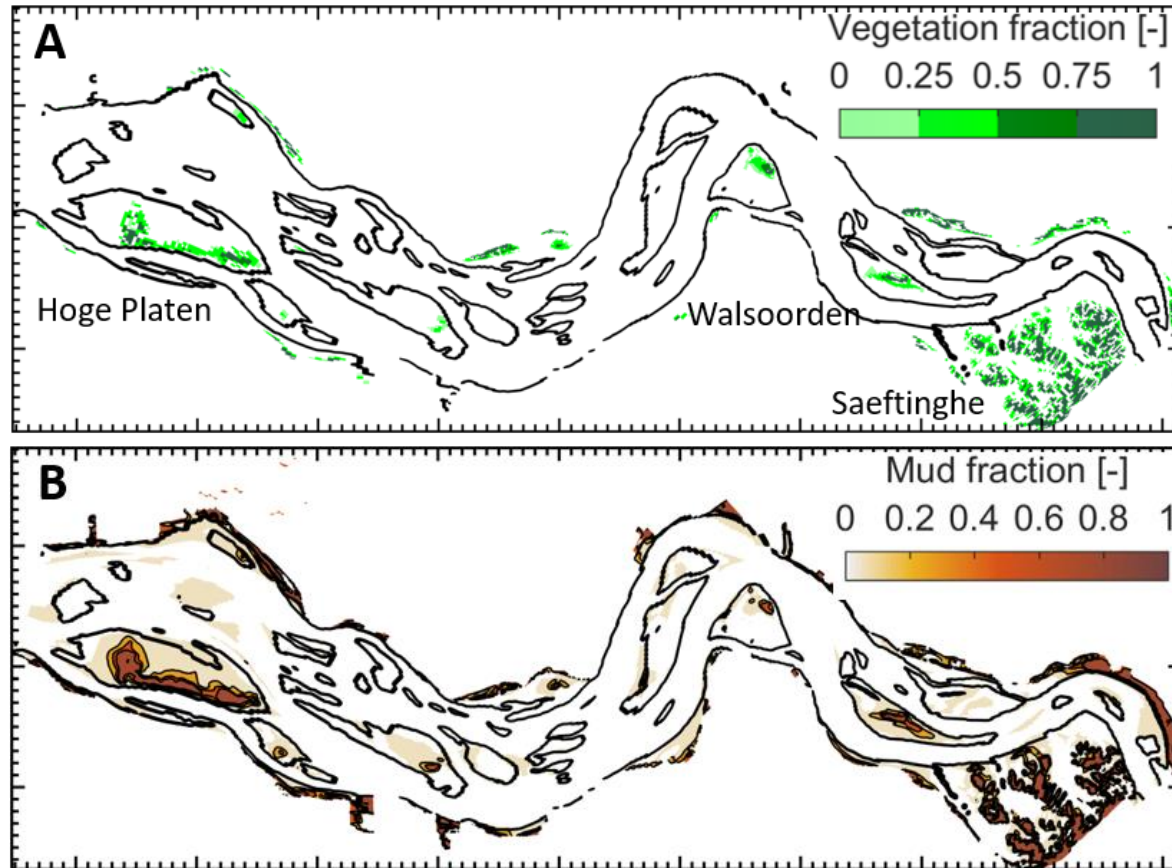 A
Vegetation fraction [-]
0 0.25 0.5 0.75 1
Hoge Platen
Walsoorden
Saeftinghe
B
Mud fraction [-]
0 0.2 0.4 0.6 0.8 1